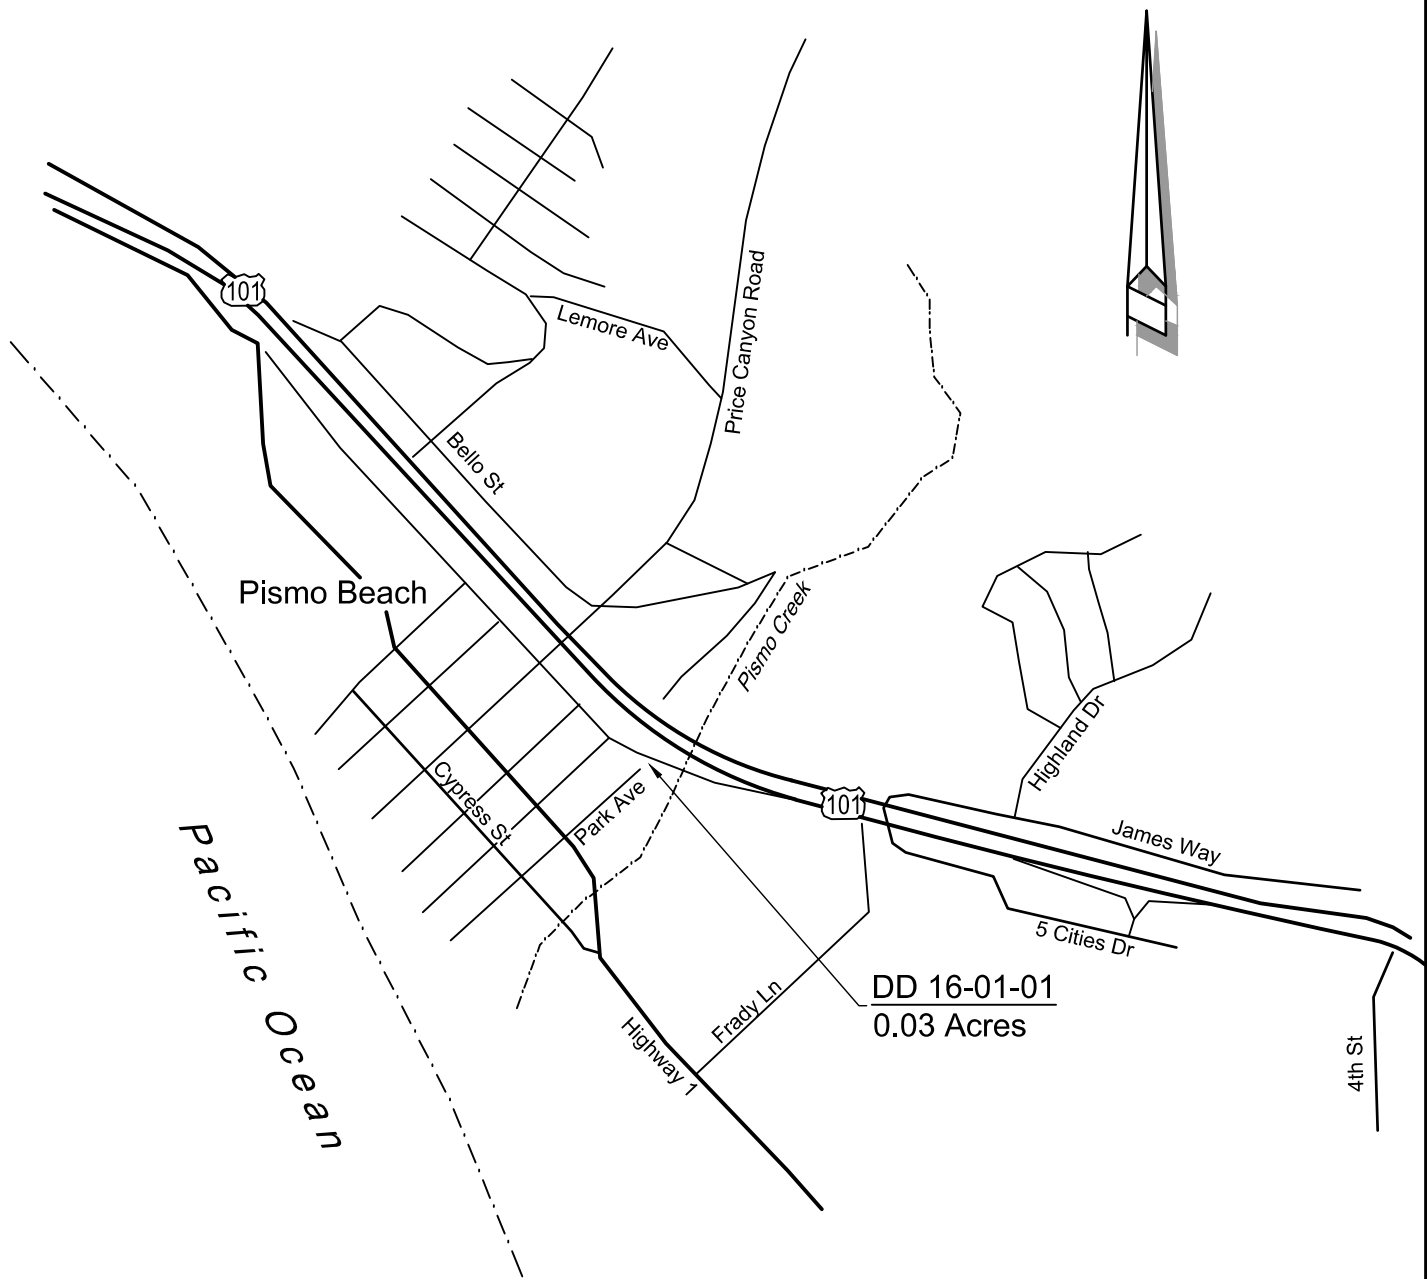 101
Lemore Ave
Price Canyon Road
Bello St
Pismo Beach
Pismo Creek
Highland Dr
Cypress St
Park Ave
101
James Way
Pacific Ocean
5 Cities Dr
DD 16-01-01
0.03 Acres
Frady Ln
Highway 1
4th St